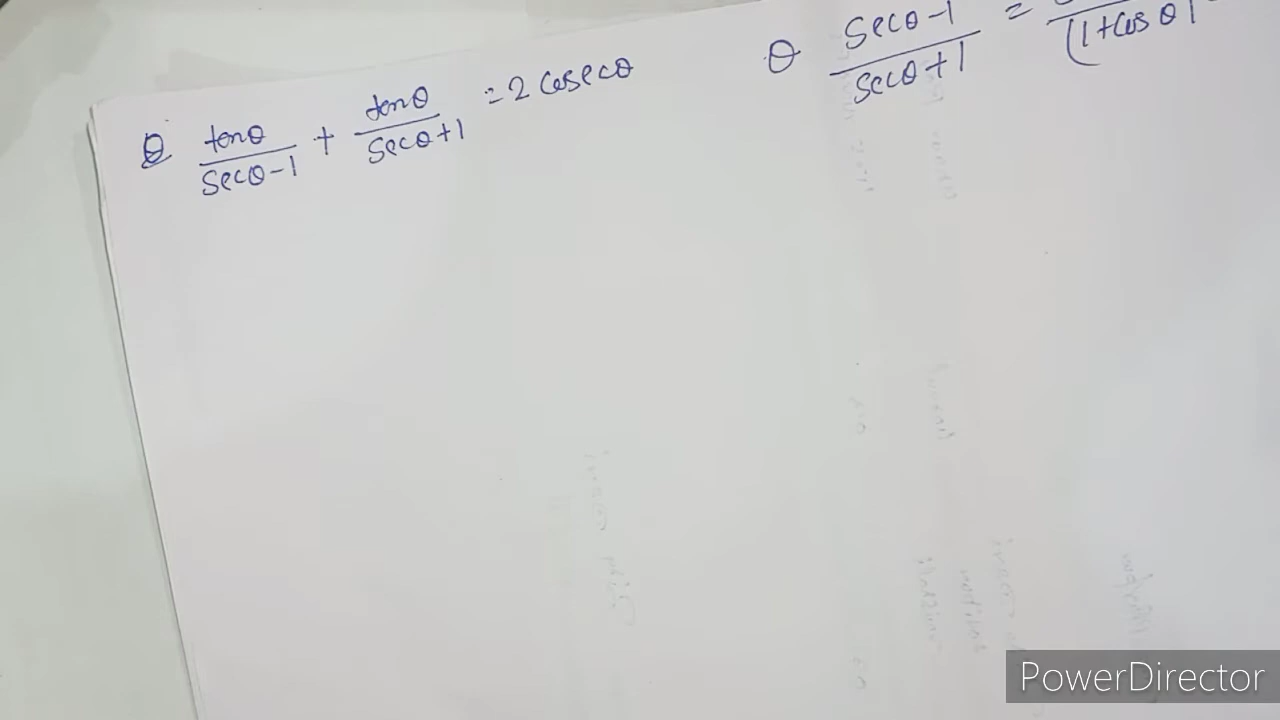 Q tanθ/(secθ-1) + tanθ/(secθ+1) = 2 cosecθ
Q (secθ-1)/(secθ+1) = /(1+cosθ)
PowerDirector